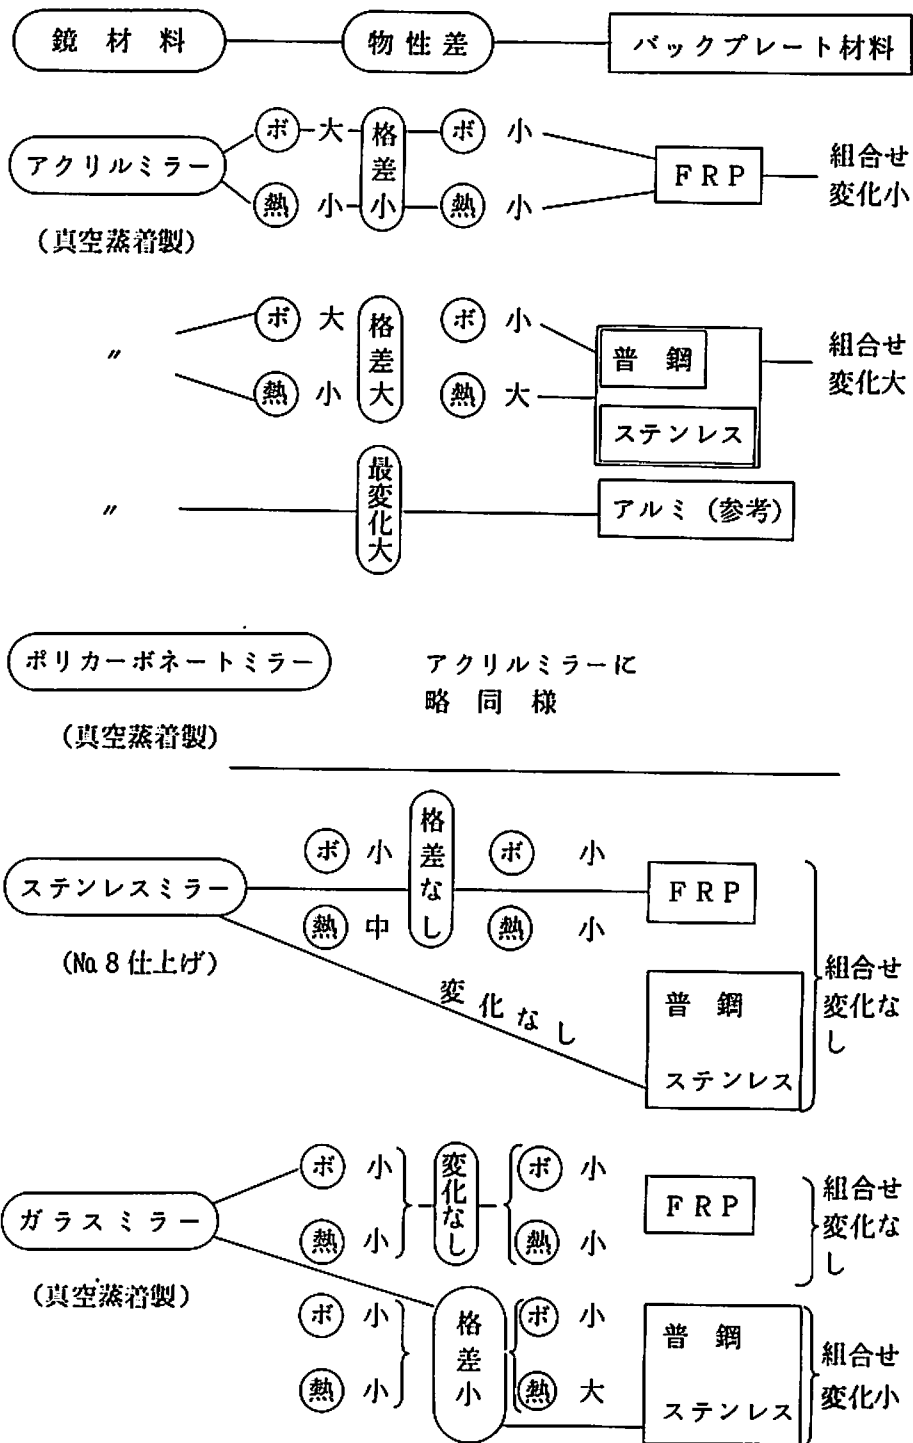 鏡材料 物性差 バックプレート材料
ボ 大 格差小 ボ 小
アクリルミラー FRP 組合せ
変化小
熱 小 熱 小
(真空蒸着製)
ボ 大 格差大 ボ 小
〃 普鋼 組合せ
変化大
熱 小 熱 大
ステンレス
〃 最変化大 アルミ(参考)
ポリカーボネートミラー アクリルミラーに
略同様
(真空蒸着製)
ボ 小 格差なし ボ 小
ステンレスミラー FRP
熱 中 熱 小
(No.8仕上げ)
変化なし
普鋼
ステンレス
組合せ
変化な
し
ボ 小 変化なし ボ 小
ガラスミラー FRP 組合せ
変化な
し
熱 小 熱 小
(真空蒸着製)
ボ 小 格差小 ボ 小
普鋼 組合せ
変化小
熱 小 熱 大
ステンレス